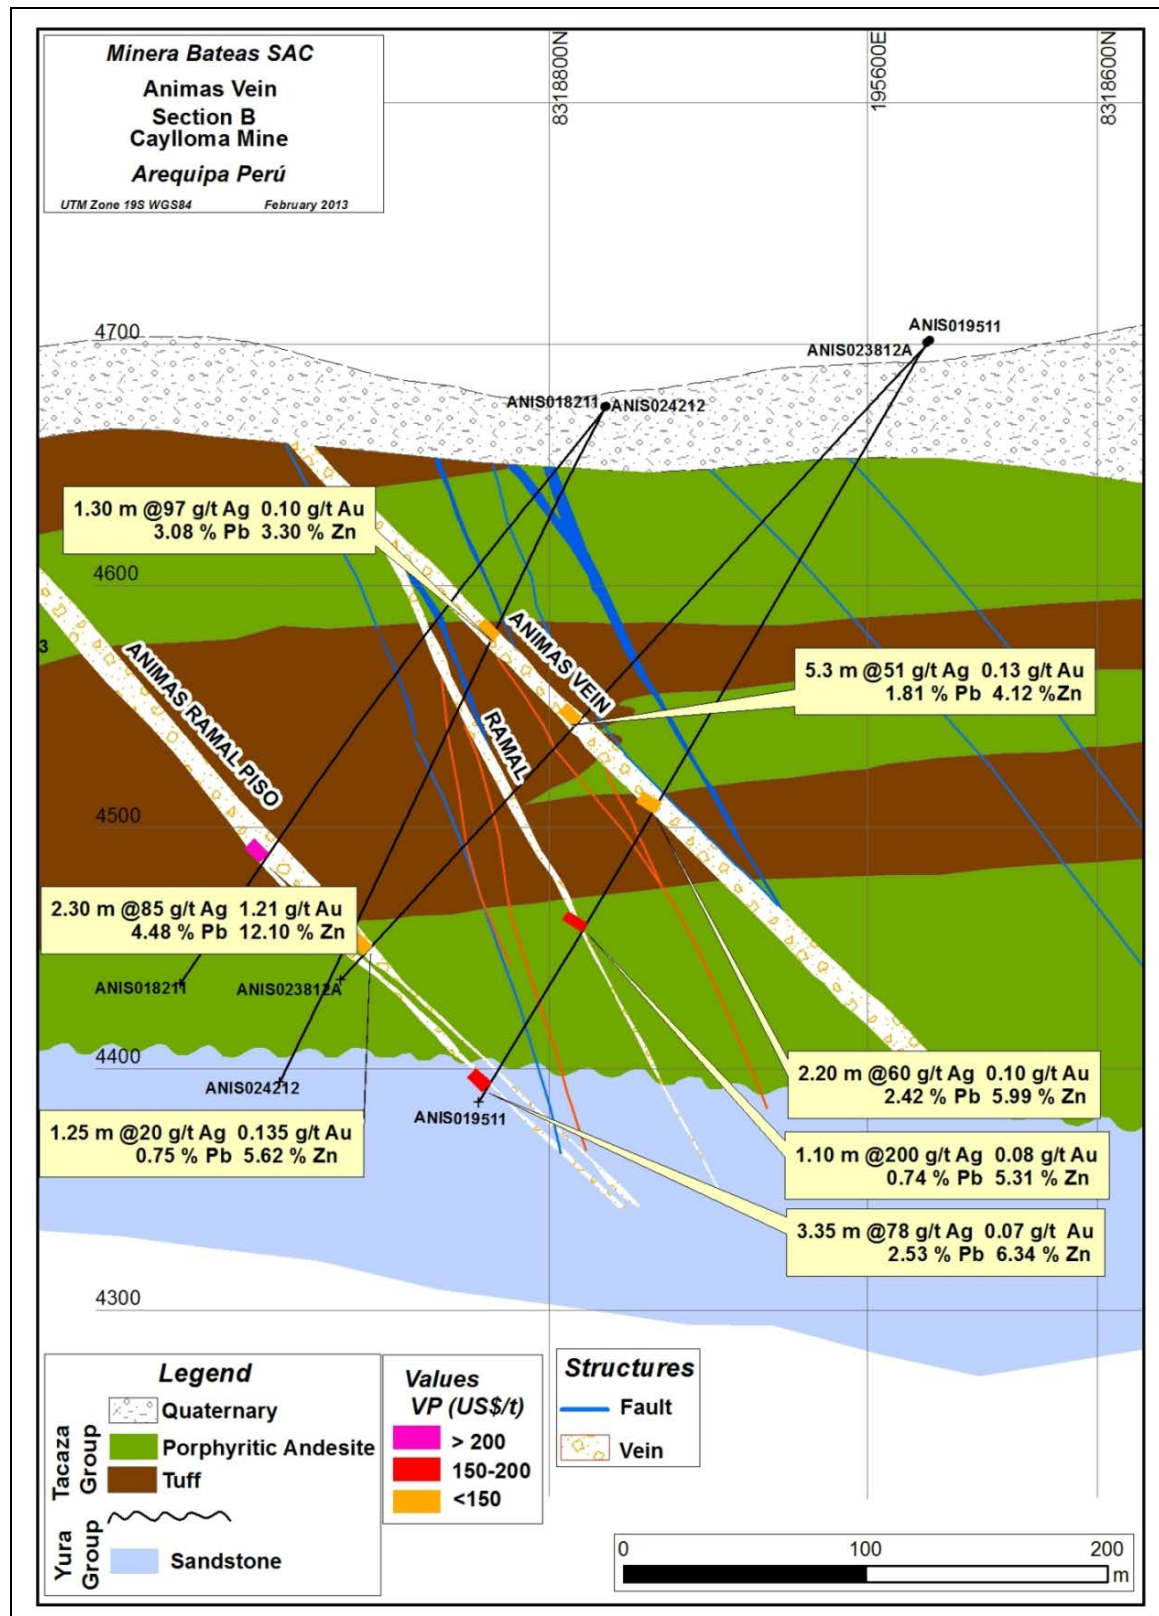 Minera Bateas SAC
Animas Vein
Section B
Caylloma Mine
Arequipa Perú
UTM Zone 19S WGS84 February 2013
8318800N
195600E
8318600N
4700
ANIS019511
ANIS023812A
ANIS018211 ANIS024212
1.30 m @97 g/t Ag 0.10 g/t Au
3.08 % Pb 3.30 % Zn
4600
3
ANIMAS VEIN
ANIMAS RAMAL PISO
RAMAL
5.3 m @51 g/t Ag 0.13 g/t Au
1.81 % Pb 4.12 %Zn
4500
2.30 m @85 g/t Ag 1.21 g/t Au
4.48 % Pb 12.10 % Zn
ANIS018211
ANIS023812A
4400
ANIS024212
ANIS019511
2.20 m @60 g/t Ag 0.10 g/t Au
2.42 % Pb 5.99 % Zn
1.25 m @20 g/t Ag 0.135 g/t Au
0.75 % Pb 5.62 % Zn
1.10 m @200 g/t Ag 0.08 g/t Au
0.74 % Pb 5.31 % Zn
3.35 m @78 g/t Ag 0.07 g/t Au
2.53 % Pb 6.34 % Zn
4300
Legend
Quaternary
Tacaza
Group
Porphyritic Andesite
Tuff
Yura
Group
Sandstone
Values
VP (US$/t)
> 200
150-200
<150
Structures
Fault
Vein
0 100 200
m